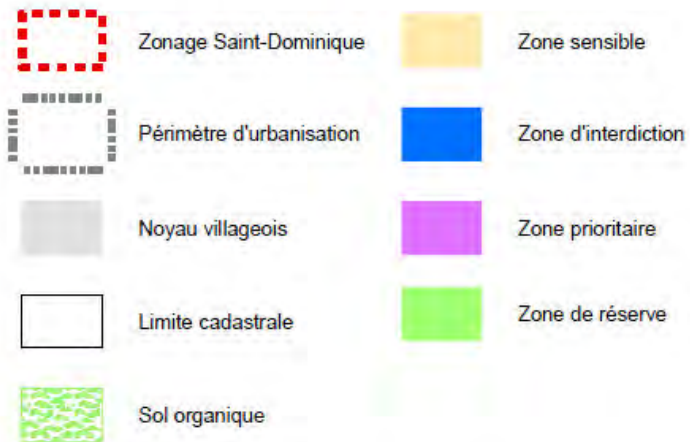 Zonage Saint-Dominique
Périmètre d'urbanisation
Noyau villageois
Limite cadastrale
Sol organique
Zone sensible
Zone d'interdiction
Zone prioritaire
Zone de réserve